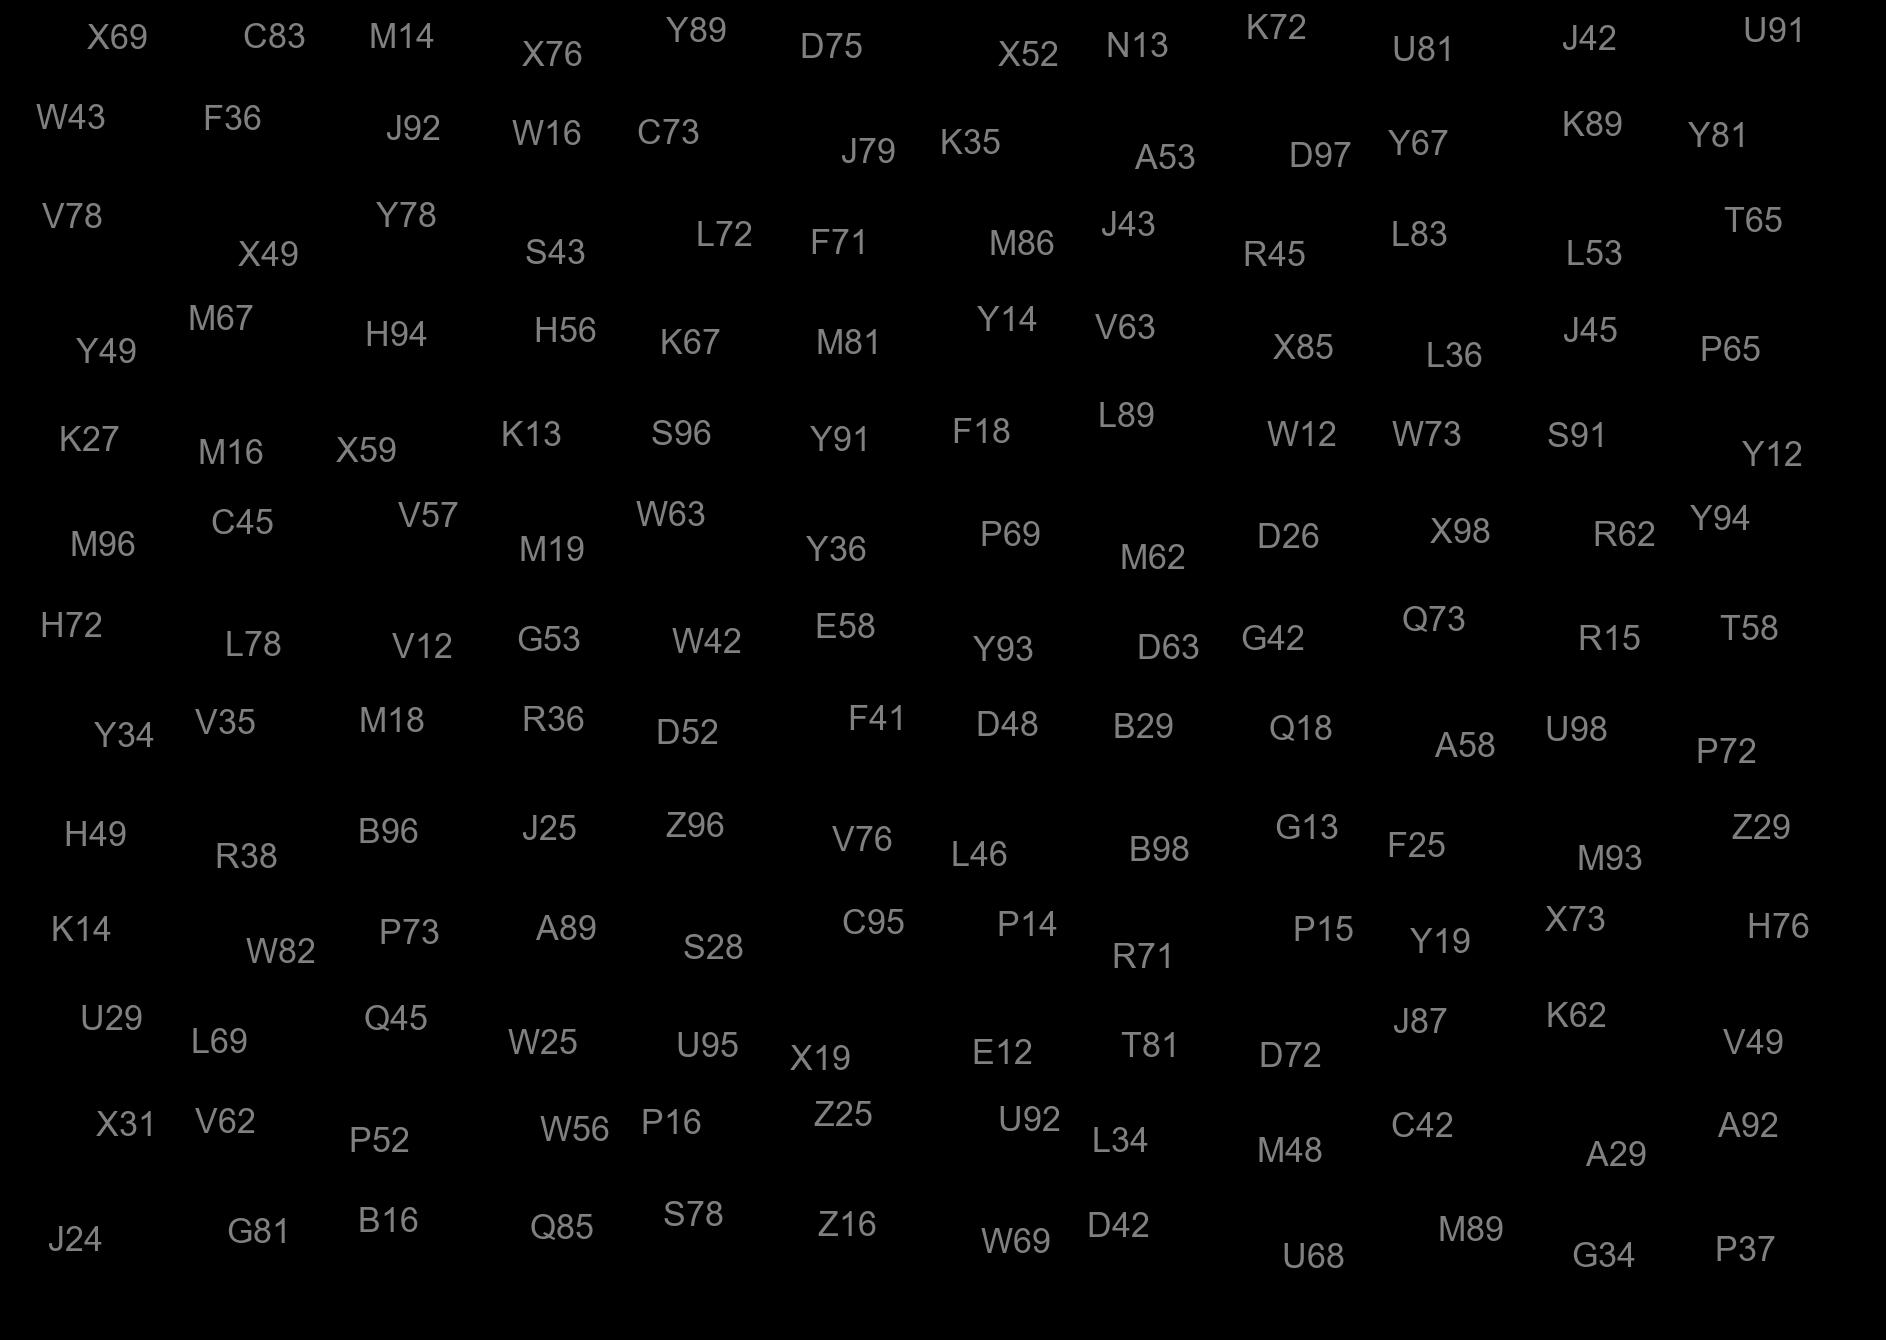 X69 C83 M14 X76 Y89 D75 X52 N13 K72 U81 J42 U91
W43 F36 J92 W16 C73 J79 K35 A53 D97 Y67 K89 Y81
V78 X49 Y78 S43 L72 F71 M86 J43 R45 L83 L53 T65
Y49 M67 H94 H56 K67 M81 Y14 V63 X85 L36 J45 P65
K27 M16 X59 K13 S96 Y91 F18 L89 W12 W73 S91 Y12
M96 C45 V57 M19 W63 Y36 P69 M62 D26 X98 R62 Y94
H72 L78 V12 G53 W42 E58 Y93 D63 G42 Q73 R15 T58
Y34 V35 M18 R36 D52 F41 D48 B29 Q18 A58 U98 P72
H49 R38 B96 J25 Z96 V76 L46 B98 G13 F25 M93 Z29
K14 W82 P73 A89 S28 C95 P14 R71 P15 Y19 X73 H76
U29 L69 Q45 W25 U95 X19 E12 T81 D72 J87 K62 V49
X31 V62 P52 W56 P16 Z25 U92 L34 M48 C42 A29 A92
J24 G81 B16 Q85 S78 Z16 W69 D42 U68 M89 G34 P37